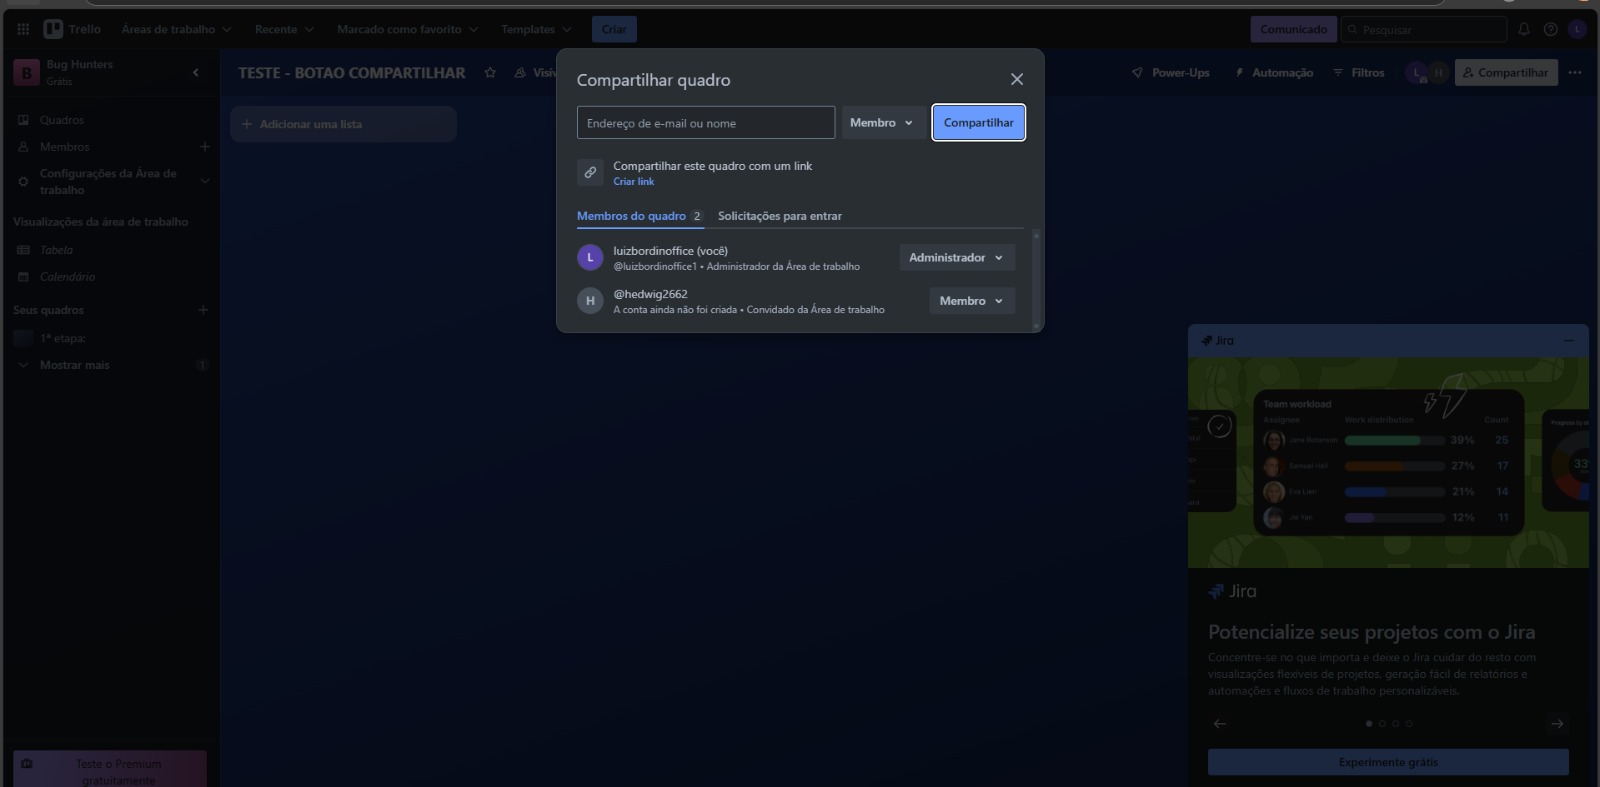 Trello
Áreas de trabalho
Recente
Marcado como favorito
Templates
Criar
Comunicado
Pesquisar
L
B
Bug Hunters
Grátis
TESTE - BOTAO COMPARTILHAR
Power-Ups
Automação
Filtros
L
H
Compartilhar
Quadros
Membros
Configurações da Área de
trabalho
Visualizações da área de trabalho
Tabela
Calendário
Seus quadros
1ª etapa:
Mostrar mais
1
Teste o Premium
gratuitamente
Adicionar uma lista
Compartilhar quadro
Endereço de e-mail ou nome
Membro
Compartilhar
Compartilhar este quadro com um link
Criar link
Membros do quadro 2
Solicitações para entrar
L
luizbordinoffice (você)
@luizbordinoffice1 • Administrador da Área de trabalho
Administrador
H
@hedwig2662
A conta ainda não foi criada • Convidado da Área de trabalho
Membro
Jira
Team workload
Assignee
Work distribution
Count
39% 25
Samuel Hall 27% 17
Eva Lien 21% 14
Jie Yan 12% 11
Jira
Potencialize seus projetos com o Jira
Concentre-se no que importa e deixe o Jira cuidar do resto com
visualizações flexíveis de projetos, geração fácil de relatórios e
automações e fluxos de trabalho personalizáveis.
Experimente grátis